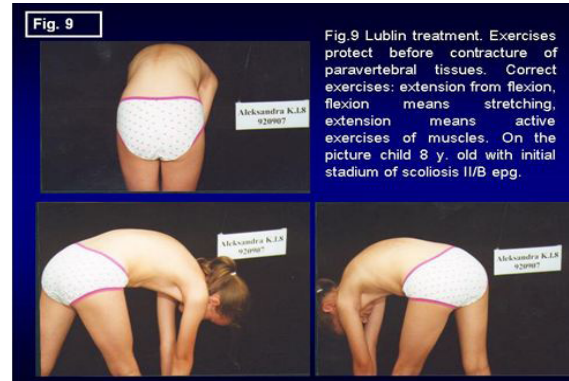 Fig. 9
Fig.9 Lublin treatment. Exercises
protect before contracture of
paravertebral tissues. Correct
exercises: extension from flexion,
flexion means stretching,
extension means active
exercises of muscles. On the
picture child 8 y. old with initial
stadium of scoliosis II/B epg.
Aleksandra K.l.8
920907
Aleksandra K.l.8
920907
Aleksandra K.l.8
920907